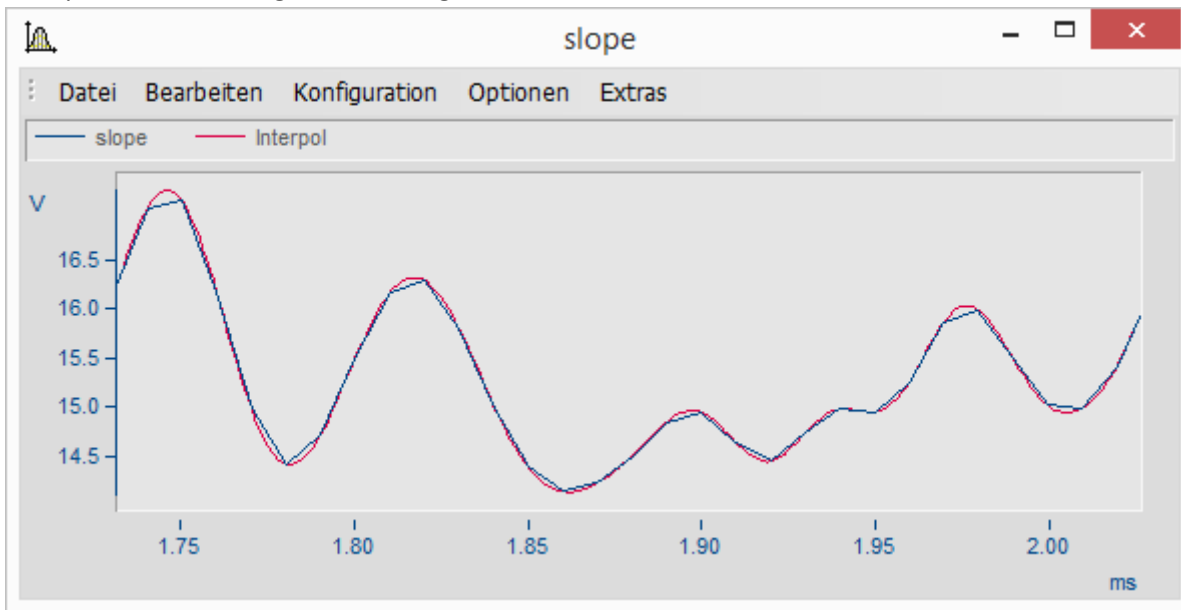 slope
Datei Bearbeiten Konfiguration Optionen Extras
slope Interpol
V
16.5
16.0
15.5
15.0
14.5
1.75 1.80 1.85 1.90 1.95 2.00
ms